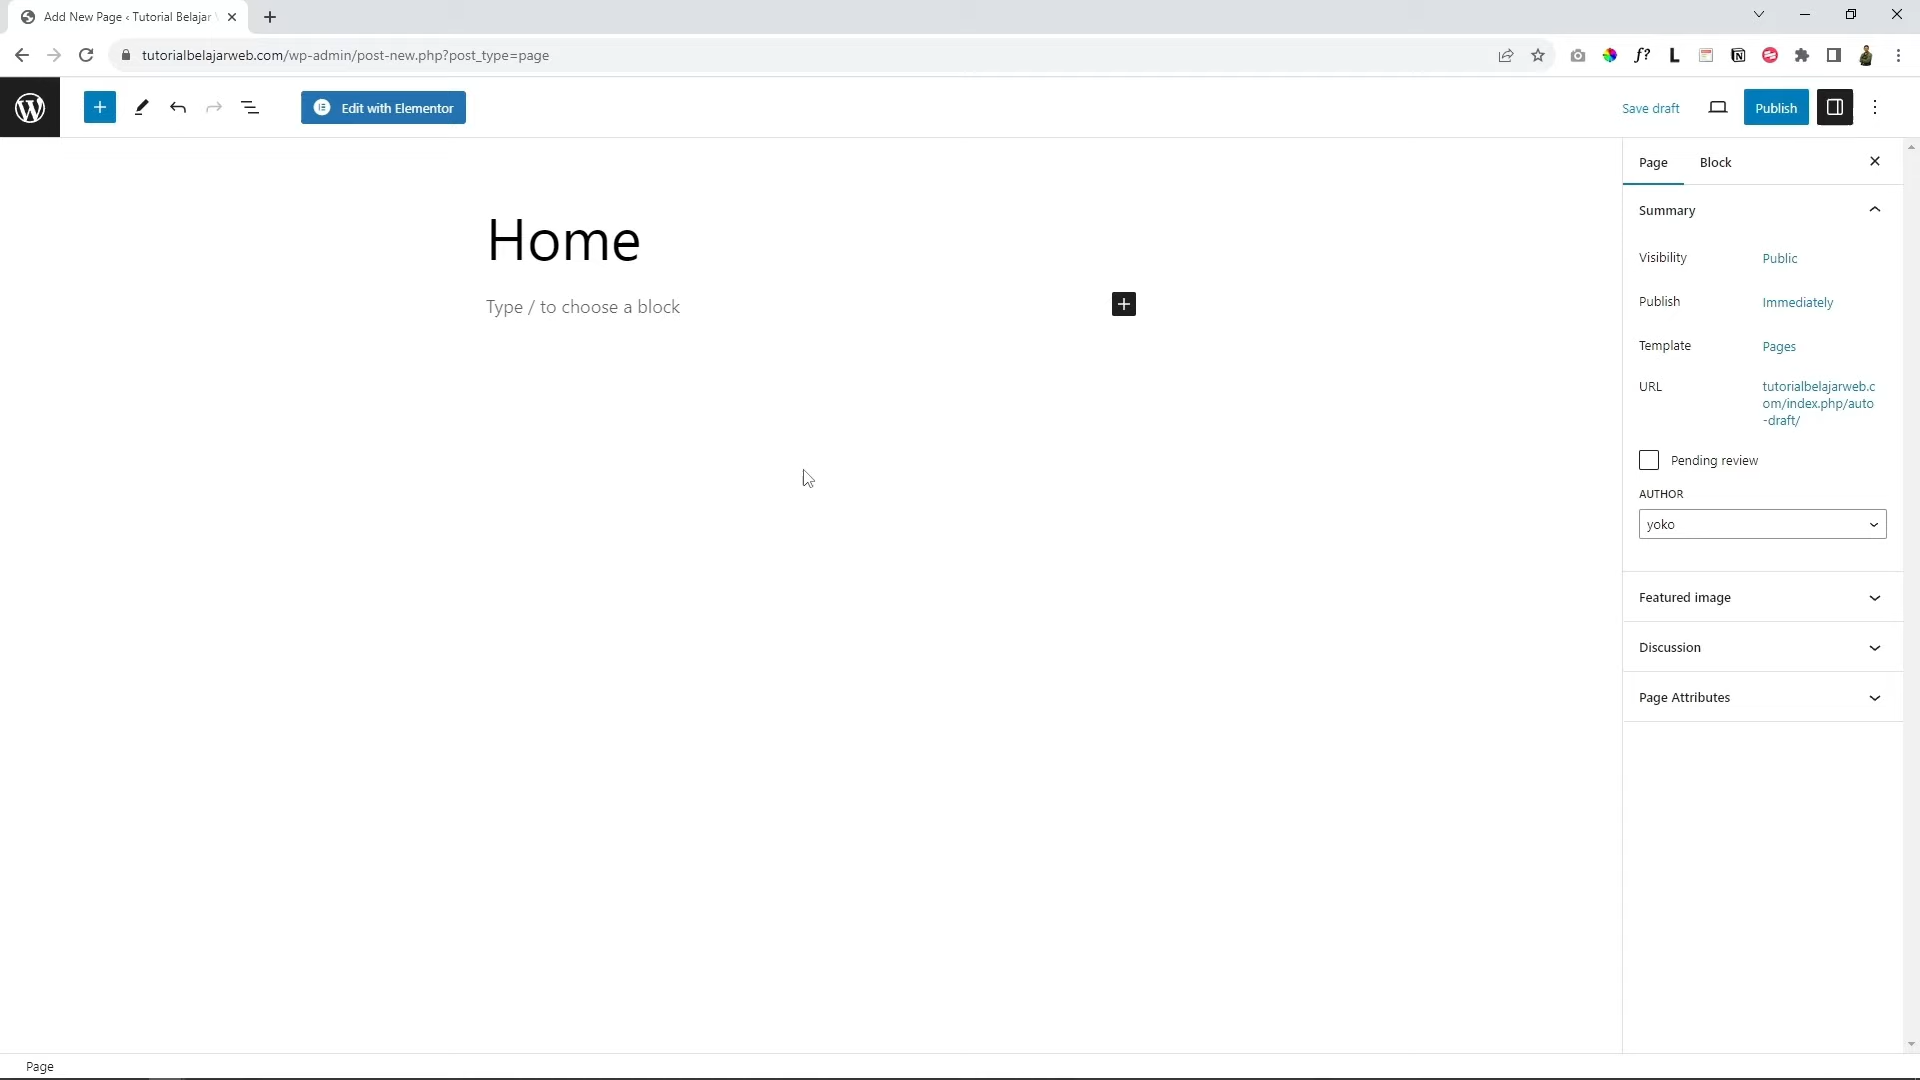 Add New Page ‹ Tutorial Belajar
tutorialbelajarweb.com/wp-admin/post-new.php?post_type=page
f?
L
Edit with Elementor
Save draft
Publish
Page
Block
Home
Type / to choose a block
Summary
Visibility
Public
Publish
Immediately
Template
Pages
URL
tutorialbelajarweb.c
om/index.php/auto
-draft/
Pending review
AUTHOR
yoko
Featured image
Discussion
Page Attributes
Page